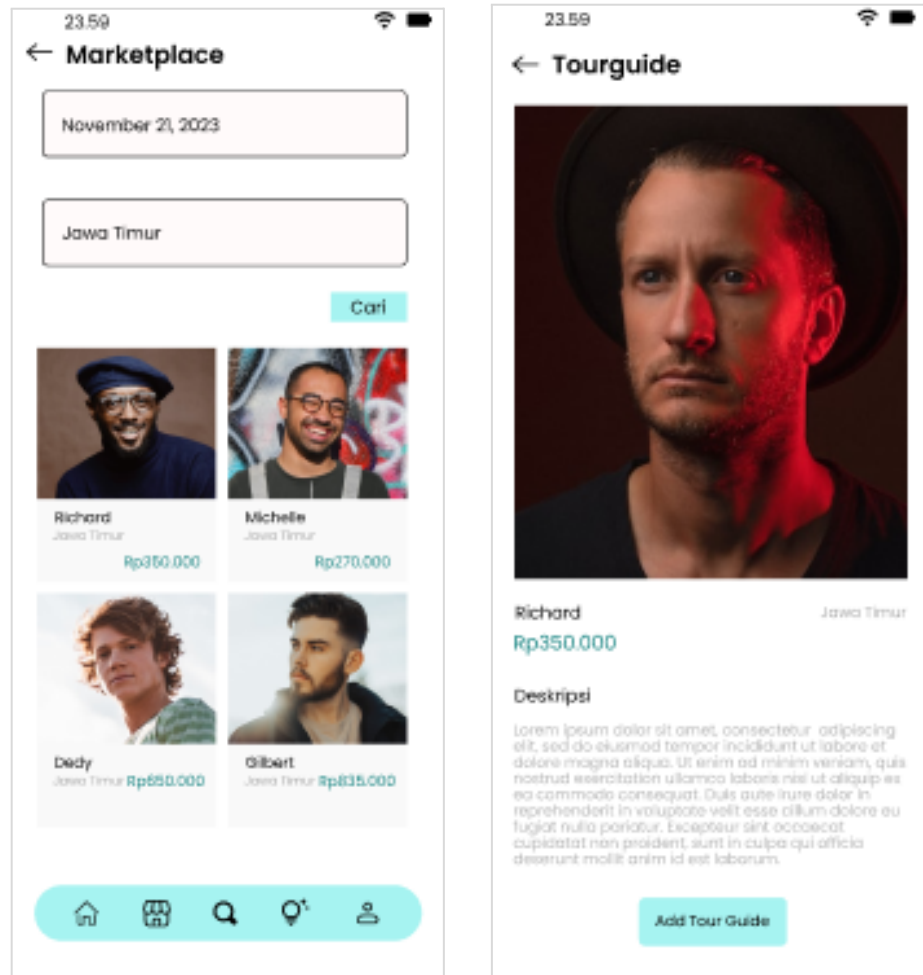 23.59
Marketplace
November 21, 2023
Jawa Timur
Cari
Richard
Jawa Timur
Rp350.000
Michelle
Jawa Timur
Rp270.000
Dedy
Jawa Timur Rp650.000
Gilbert
Jawa Timur Rp835.000
23.59
Tourguide
Richard
Jawa Timur
Rp350.000
Deskripsi
Lorem ipsum dolor sit amet, consectetur adipiscing
elit, sed do eiusmod tempor incididunt ut labore et
dolore magna aliqua. Ut enim ad minim veniam, quis
nostrud exercitation ullamco laboris nisi ut aliquip ex
ea commodo consequat. Duis aute irure dolor in
reprehenderit in voluptate velit esse cillum dolore eu
fugiat nulla pariatur. Excepteur sint occaecat
cupidatat non proident, sunt in culpa qui officia
deserunt mollit anim id est laborum.
Add Tour Guide